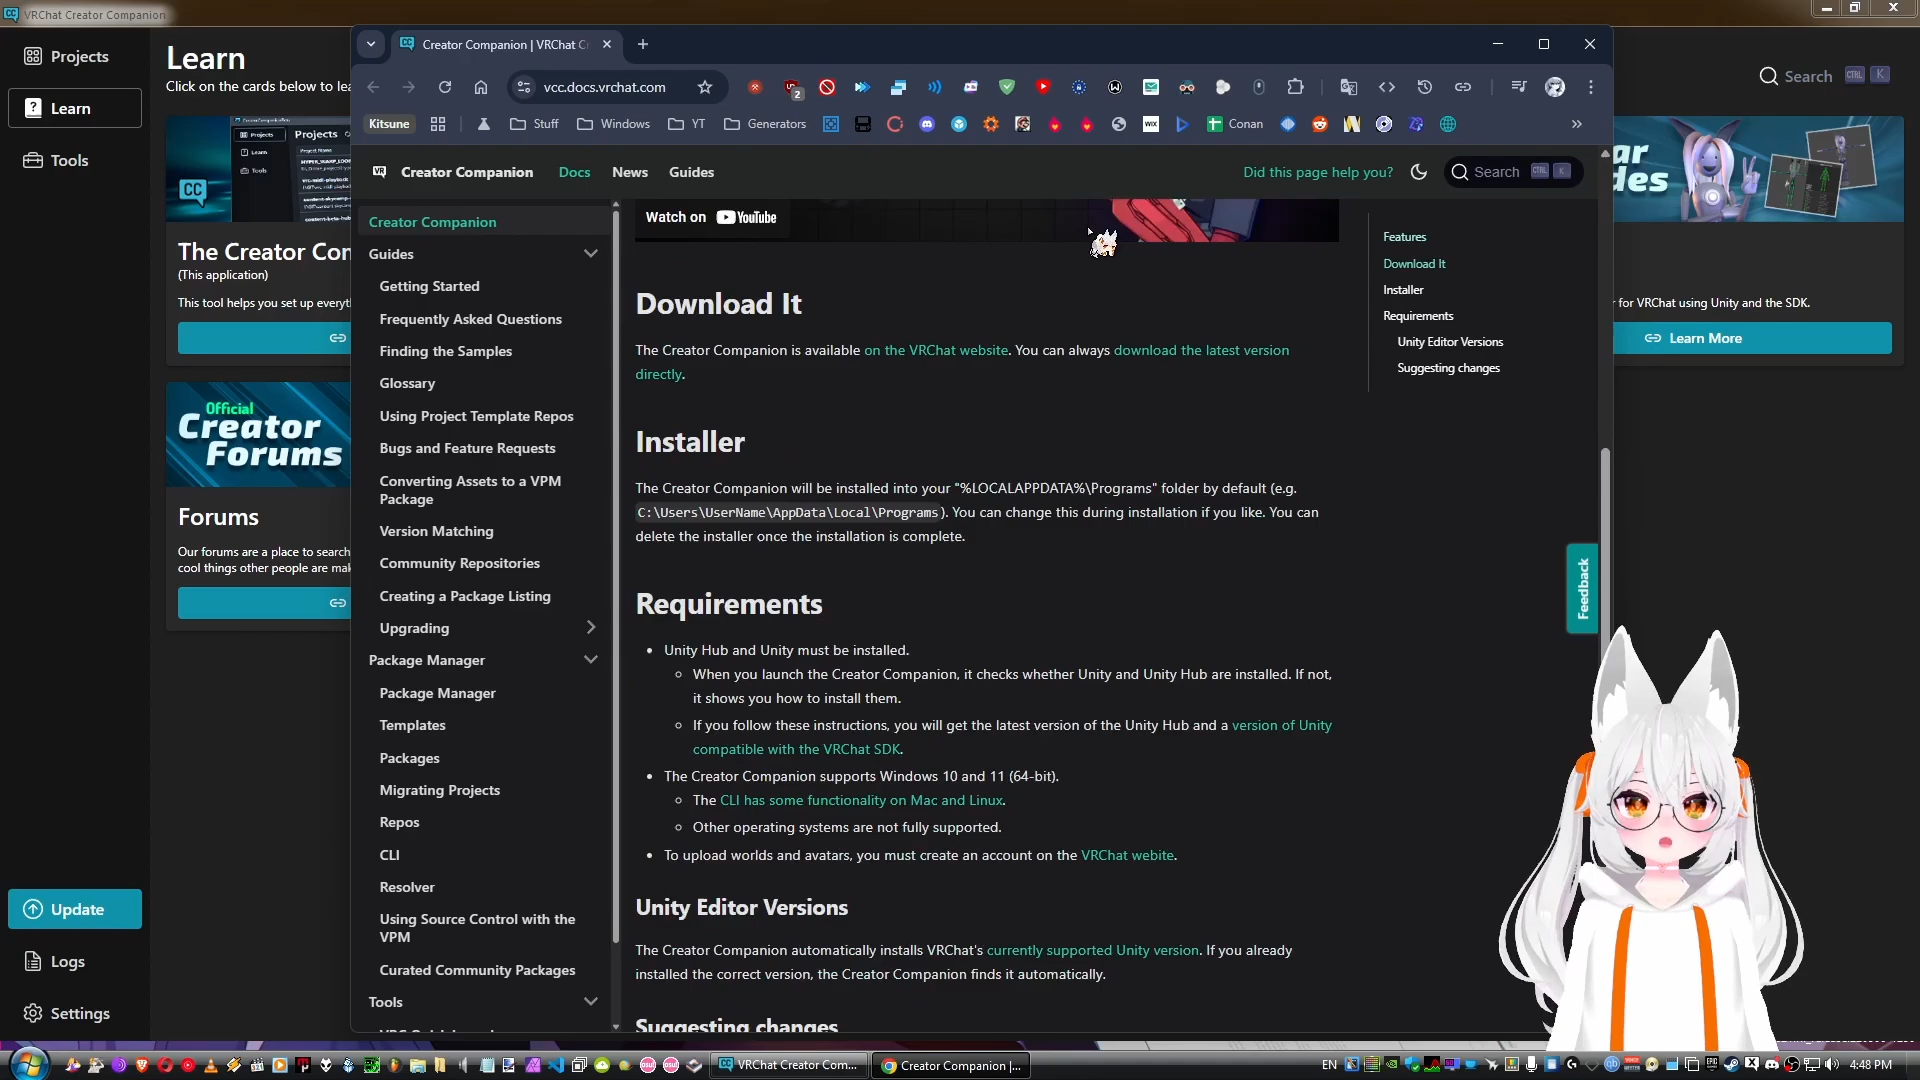 VRChat Creator Companion
Projects
Learn
Tools
Update
Logs
Settings
Learn
Click on the cards below to lea
CC
Projects
Projects
Learn
Tools
The Creator Con
(This application)
This tool helps you set up everyt
Official
Creator
Forums
Forums
Our forums are a place to search
cool things other people are mak
Search CTRL K
ar
des
r for VRChat using Unity and the SDK.
Learn More
Creator Companion | VRChat C
vcc.docs.vrchat.com
2
Kitsune
Stuff
Windows
YT
Generators
WIX
Conan
Creator Companion
Docs
News
Guides
Did this page help you?
Search CTRL K
Creator Companion
Guides
Getting Started
Frequently Asked Questions
Finding the Samples
Glossary
Using Project Template Repos
Bugs and Feature Requests
Converting Assets to a VPM
Package
Version Matching
Community Repositories
Creating a Package Listing
Upgrading
Package Manager
Package Manager
Templates
Packages
Migrating Projects
Repos
CLI
Resolver
Using Source Control with the
VPM
Curated Community Packages
Tools
Watch on YouTube
Download It
The Creator Companion is available on the VRChat website. You can always download the latest version
directly.
Installer
The Creator Companion will be installed into your "%LOCALAPPDATA%\Programs" folder by default (e.g.
C:\Users\UserName\AppData\Local\Programs). You can change this during installation if you like. You can
delete the installer once the installation is complete.
Requirements
Unity Hub and Unity must be installed.
When you launch the Creator Companion, it checks whether Unity and Unity Hub are installed. If not,
it shows you how to install them.
If you follow these instructions, you will get the latest version of the Unity Hub and a version of Unity
compatible with the VRChat SDK.
The Creator Companion supports Windows 10 and 11 (64-bit).
The CLI has some functionality on Mac and Linux.
Other operating systems are not fully supported.
To upload worlds and avatars, you must create an account on the VRChat webite.
Unity Editor Versions
The Creator Companion automatically installs VRChat's currently supported Unity version. If you already
installed the correct version, the Creator Companion finds it automatically.
Suggesting changes
Features
Download It
Installer
Requirements
Unity Editor Versions
Suggesting changes
Feedback
VRChat Creator Com...
Creator Companion |...
EN
4:48 PM